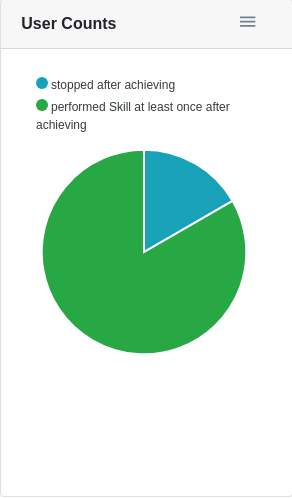 User Counts
stopped after achieving
performed Skill at least once after
achieving